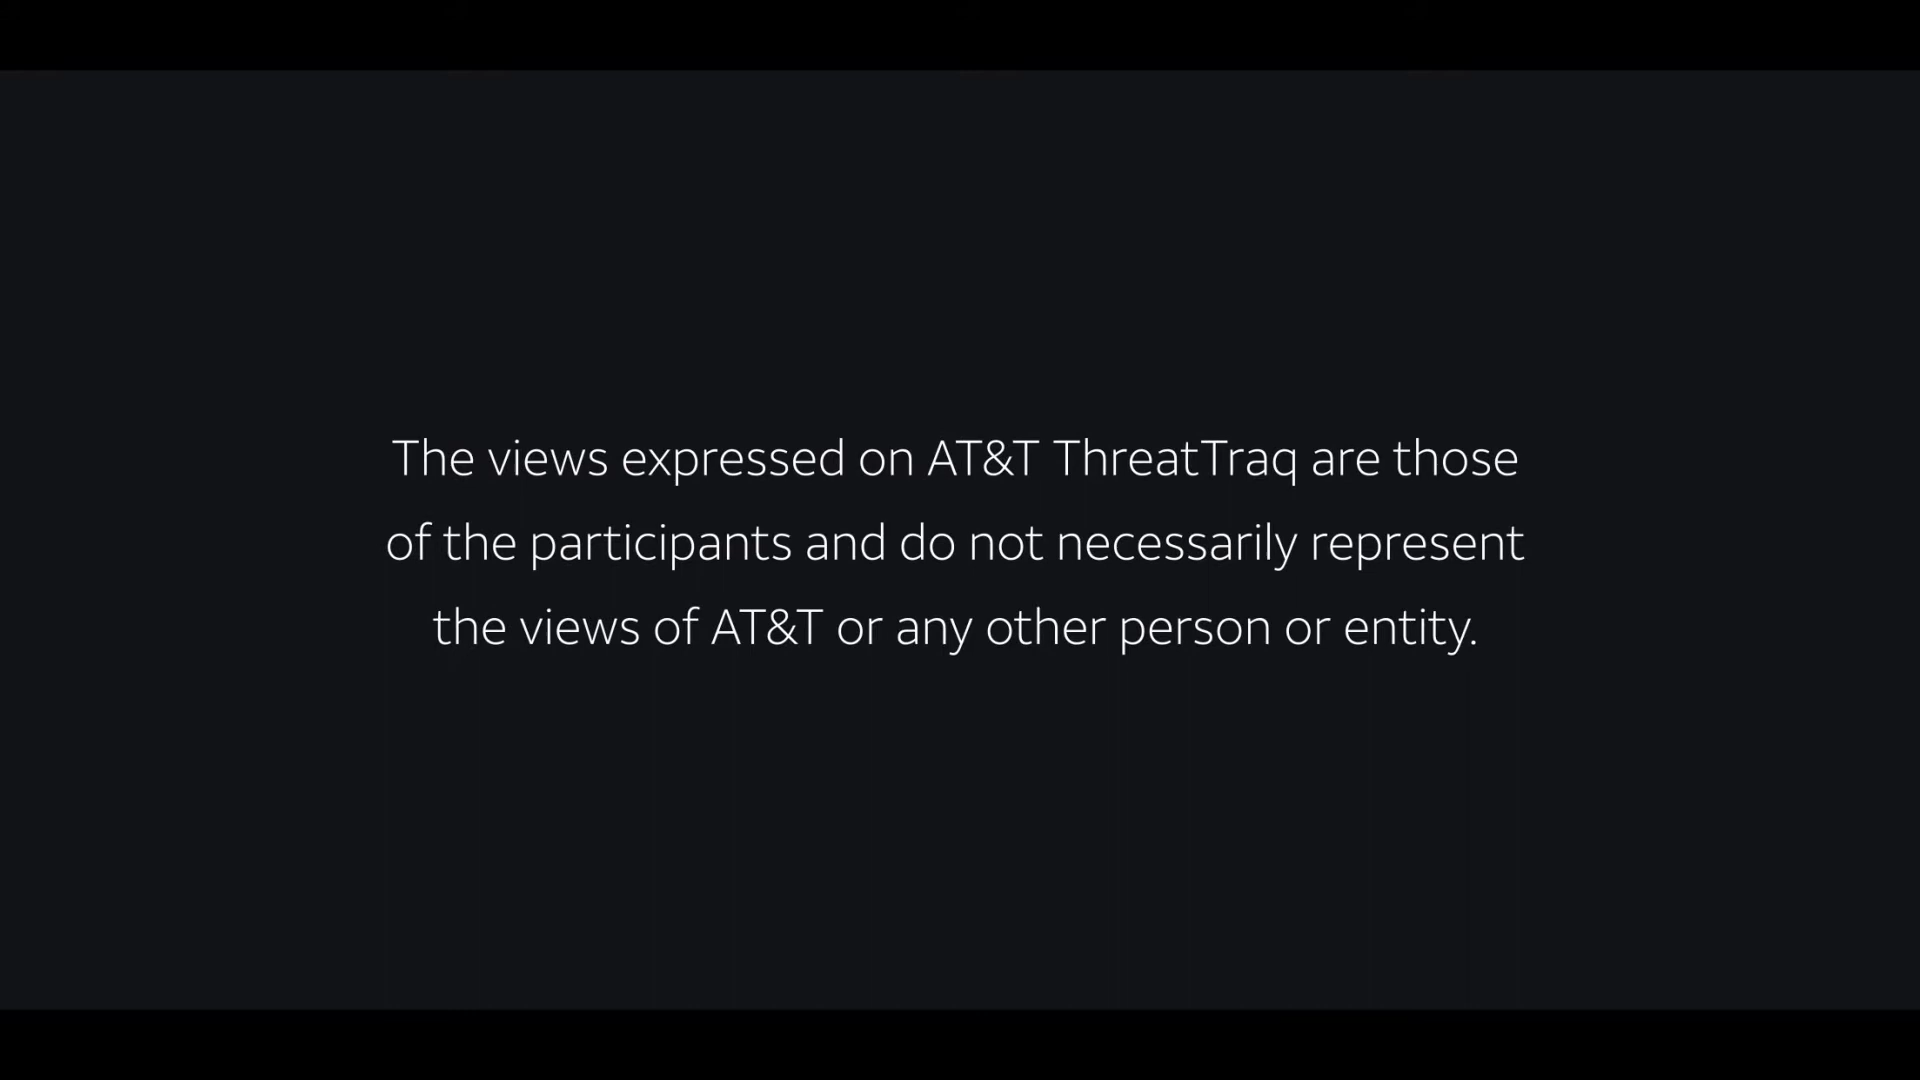 The views expressed on AT&T ThreatTraq are those
of the participants and do not necessarily represent
the views of AT&T or any other person or entity.